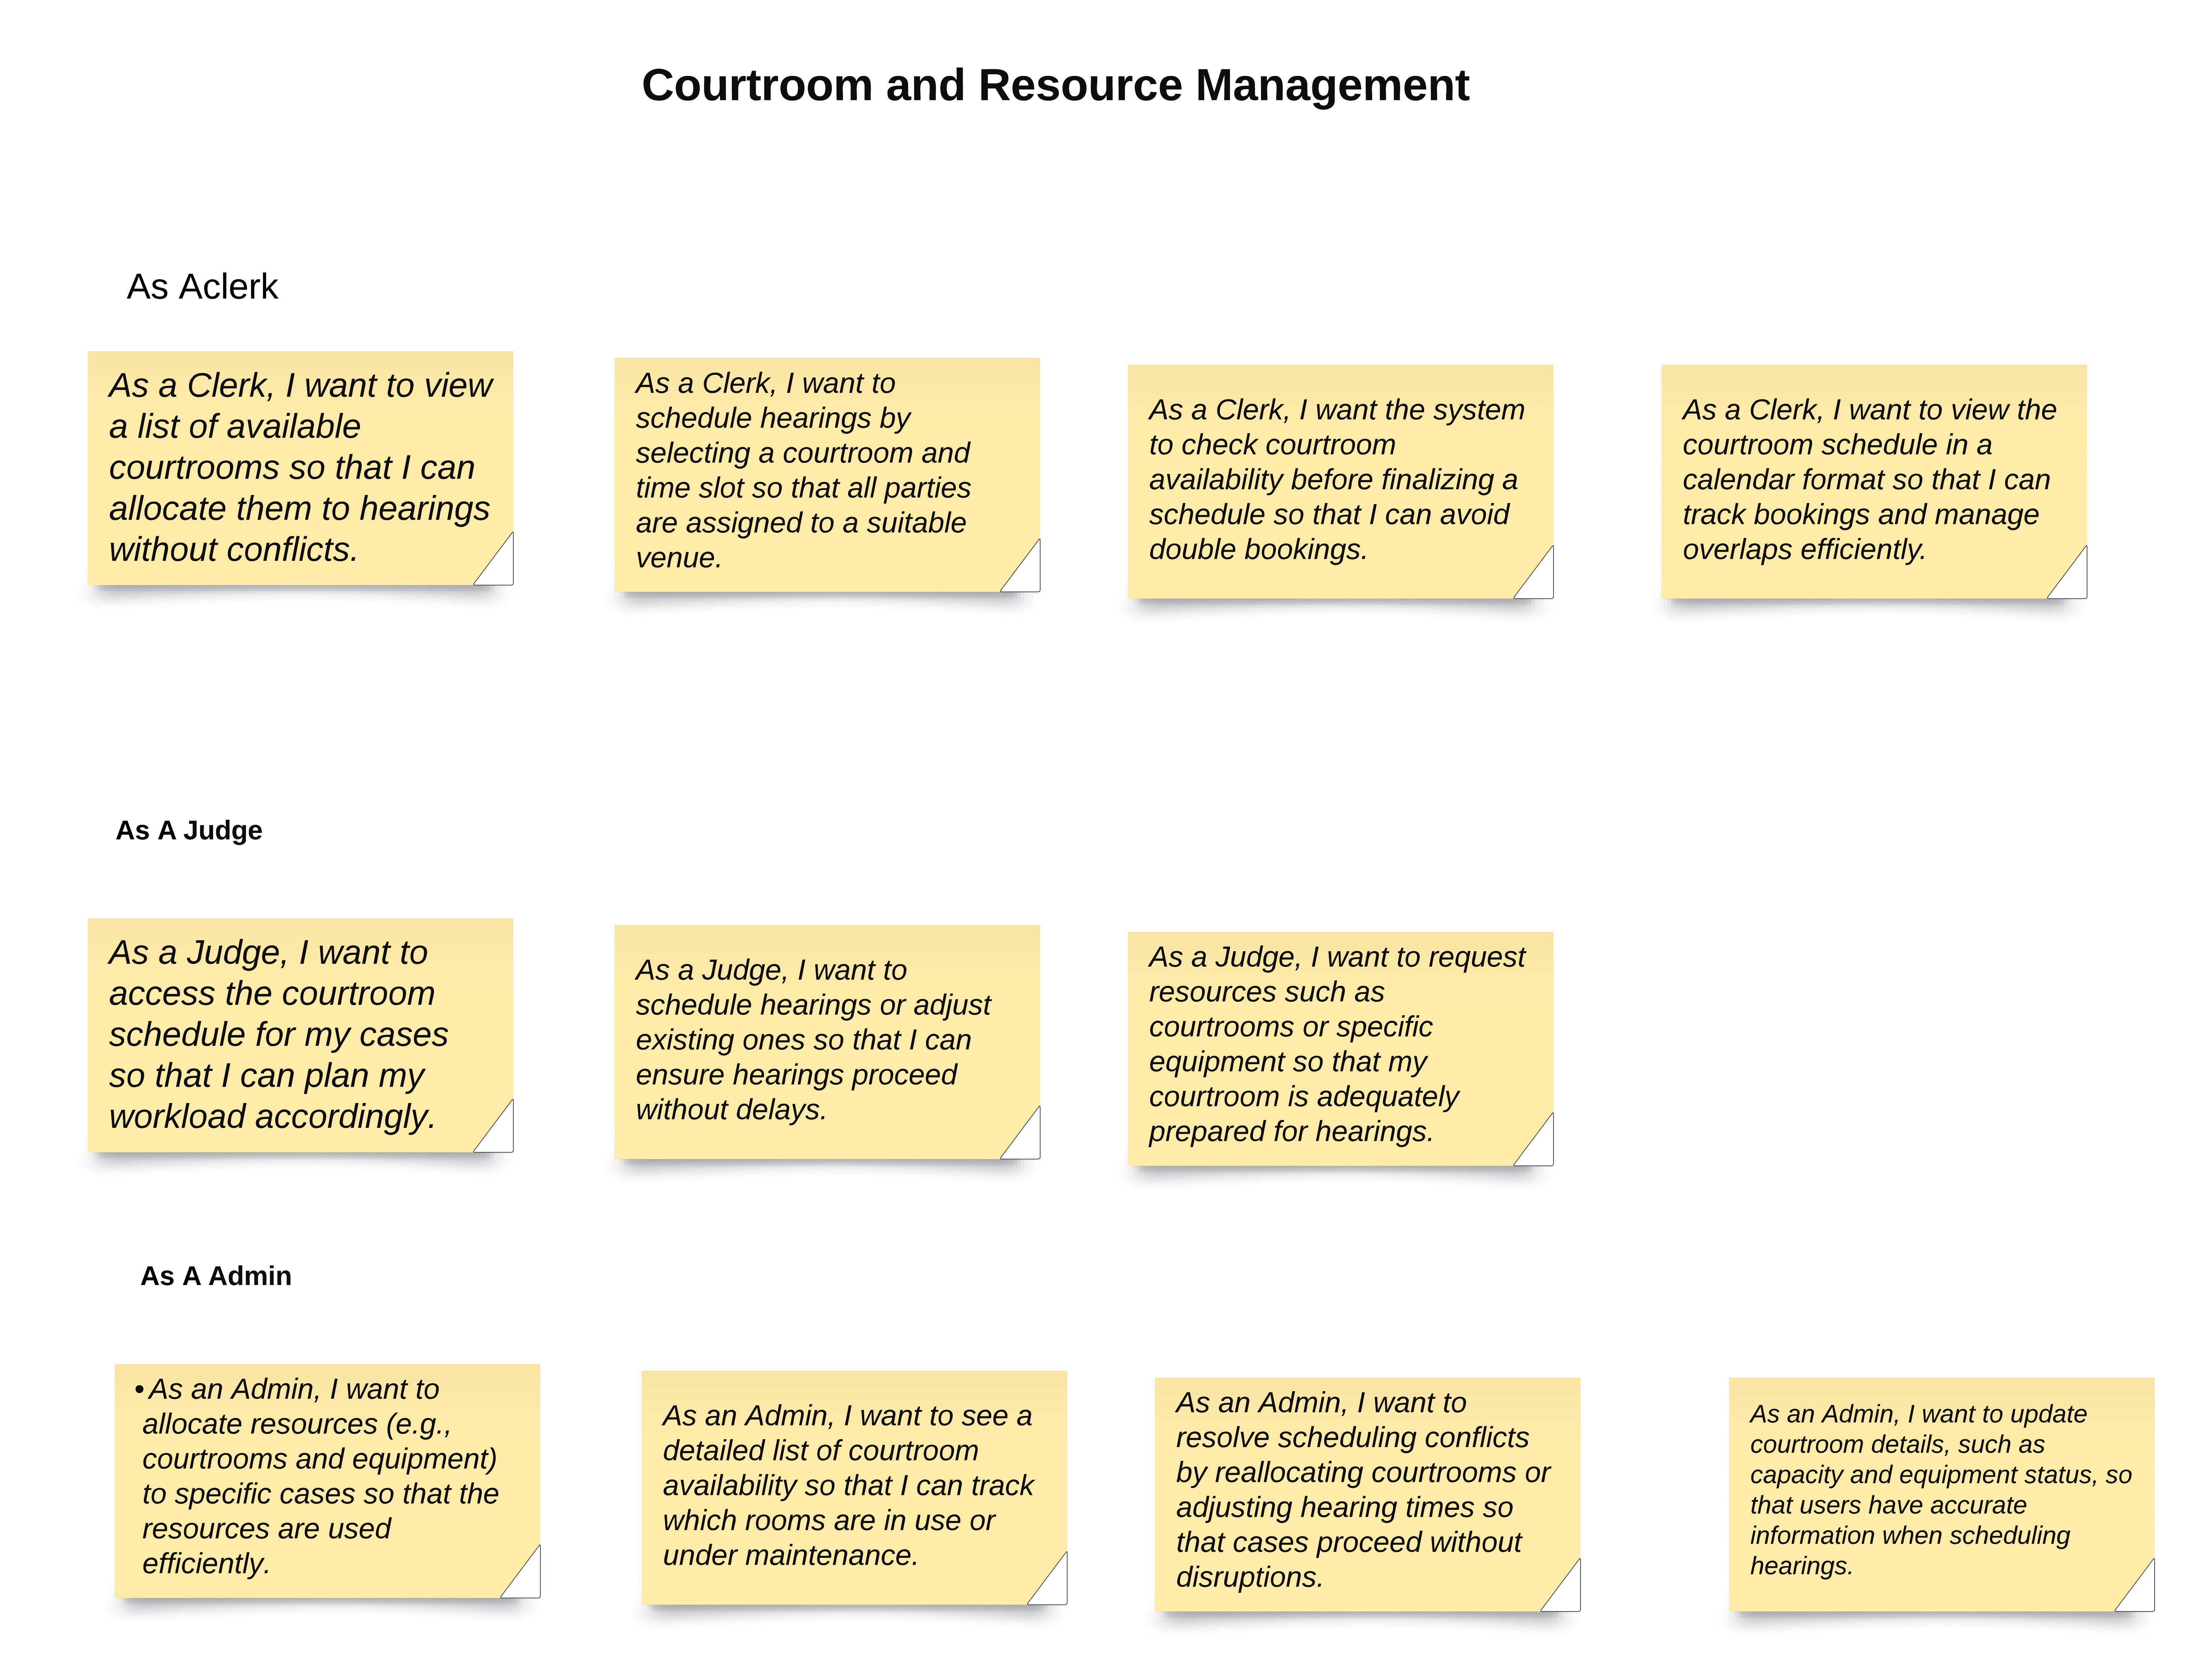 Courtroom and Resource Management
As Aclerk
As a Clerk, I want to view
a list of available
courtrooms so that I can
allocate them to hearings
without conflicts.
As a Clerk, I want to
schedule hearings by
selecting a courtroom and
time slot so that all parties
are assigned to a suitable
venue.
As a Clerk, I want the system
to check courtroom
availability before finalizing a
schedule so that I can avoid
double bookings.
As a Clerk, I want to view the
courtroom schedule in a
calendar format so that I can
track bookings and manage
overlaps efficiently.
As A Judge
As a Judge, I want to
access the courtroom
schedule for my cases
so that I can plan my
workload accordingly.
As a Judge, I want to
schedule hearings or adjust
existing ones so that I can
ensure hearings proceed
without delays.
As a Judge, I want to request
resources such as
courtrooms or specific
equipment so that my
courtroom is adequately
prepared for hearings.
As A Admin
• As an Admin, I want to
allocate resources (e.g.,
courtrooms and equipment)
to specific cases so that the
resources are used
efficiently.
As an Admin, I want to see a
detailed list of courtroom
availability so that I can track
which rooms are in use or
under maintenance.
As an Admin, I want to
resolve scheduling conflicts
by reallocating courtrooms or
adjusting hearing times so
that cases proceed without
disruptions.
As an Admin, I want to update
courtroom details, such as
capacity and equipment status, so
that users have accurate
information when scheduling
hearings.